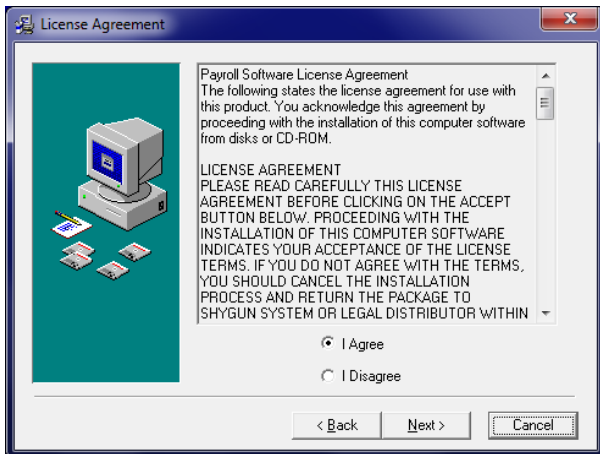 License Agreement
Payroll Software License Agreement
The following states the license agreement for use with
this product. You acknowledge this agreement by
proceeding with the installation of this computer software
from disks or CD-ROM.
LICENSE AGREEMENT
PLEASE READ CAREFULLY THIS LICENSE
AGREEMENT BEFORE CLICKING ON THE ACCEPT
BUTTON BELOW. PROCEEDING WITH THE
INSTALLATION OF THIS COMPUTER SOFTWARE
INDICATES YOUR ACCEPTANCE OF THE LICENSE
TERMS. IF YOU DO NOT AGREE WITH THE TERMS,
YOU SHOULD CANCEL THE INSTALLATION
PROCESS AND RETURN THE PACKAGE TO
SHYGUN SYSTEM OR LEGAL DISTRIBUTOR WITHIN
I Agree
I Disagree
< Back Next > Cancel